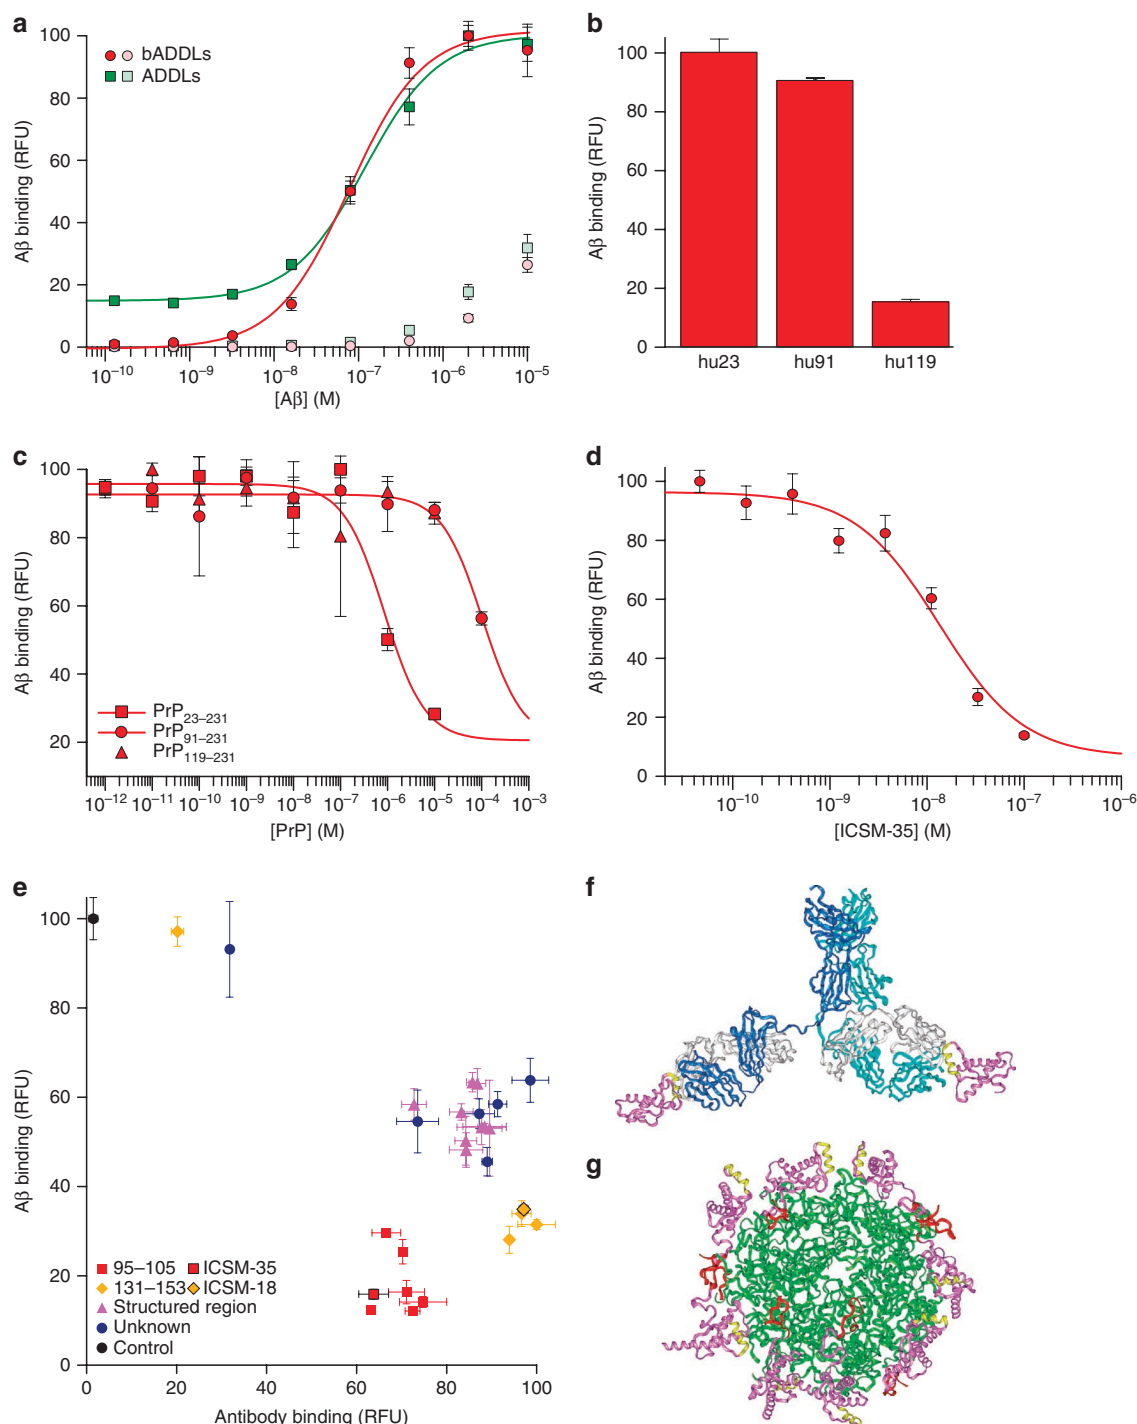 a
bADDLs
ADDLs
100
80
60
40
20
0
Aβ binding (RFU)
10⁻¹⁰ 10⁻⁹ 10⁻⁸ 10⁻⁷ 10⁻⁶ 10⁻⁵
[Aβ] (M)
b
100
80
60
40
20
0
Aβ binding (RFU)
hu23 hu91 hu119
c
100
80
60
40
20
Aβ binding (RFU)
PrP₂₃₋₂₃₁
PrP₉₁₋₂₃₁
PrP₁₁₉₋₂₃₁
10⁻¹² 10⁻¹¹ 10⁻¹⁰ 10⁻⁹ 10⁻⁸ 10⁻⁷ 10⁻⁶ 10⁻⁵ 10⁻⁴ 10⁻³
[PrP] (M)
d
100
80
60
40
20
0
Aβ binding (RFU)
10⁻¹⁰ 10⁻⁹ 10⁻⁸ 10⁻⁷ 10⁻⁶
[ICSM-35] (M)
e
100
80
60
40
20
0
Aβ binding (RFU)
95–105 ICSM-35
131–153 ICSM-18
Structured region
Unknown
Control
0 20 40 60 80 100
Antibody binding (RFU)
f
g